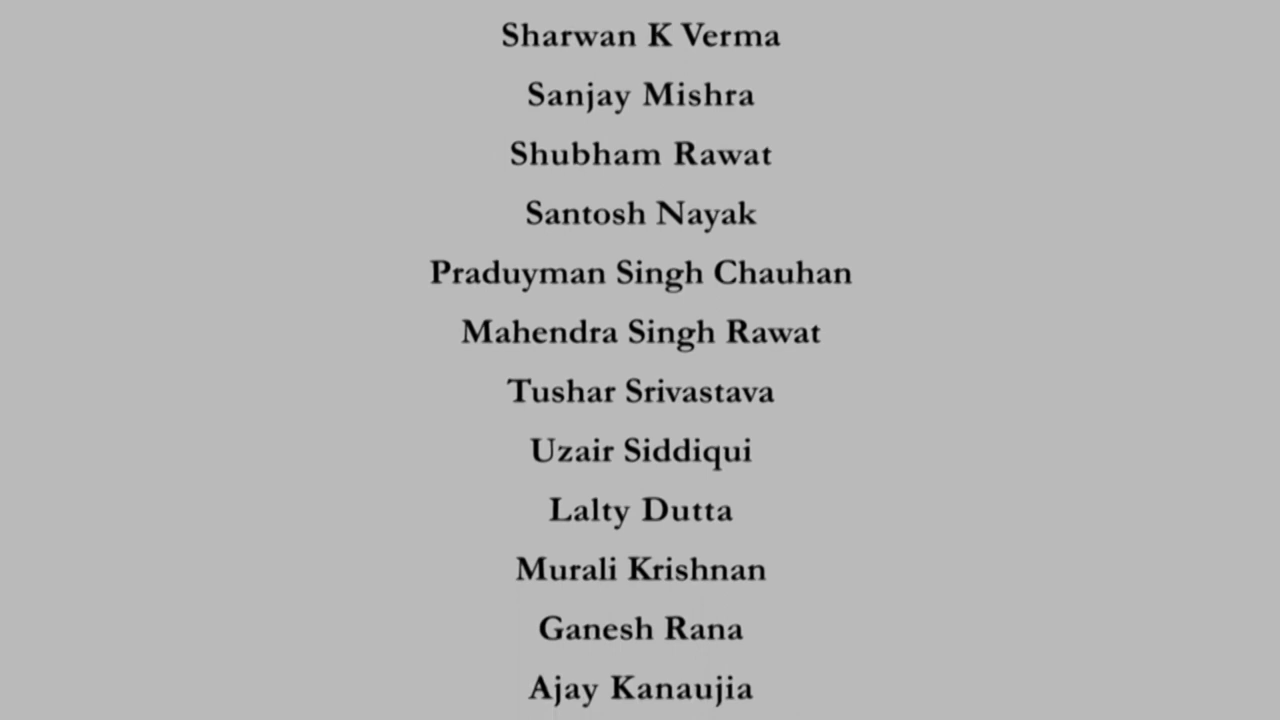 Sharwan K Verma
Sanjay Mishra
Shubham Rawat
Santosh Nayak
Praduyman Singh Chauhan
Mahendra Singh Rawat
Tushar Srivastava
Uzair Siddiqui
Lalty Dutta
Murali Krishnan
Ganesh Rana
Ajay Kanaujia